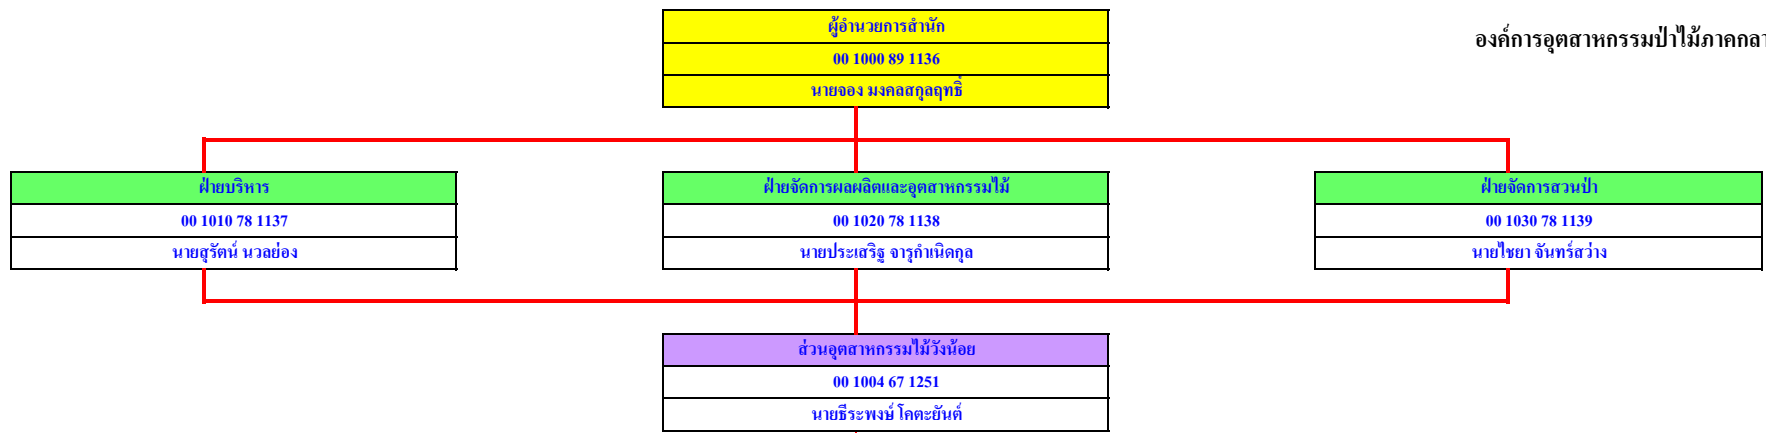 ผู้อำนวยการสำนัก
00 1000 89 1136
นายจอง มงคลสกุลฤทธิ์
องค์การอุตสาหกรรมป่าไม้ภาคกลา
ฝ่ายบริหาร
00 1010 78 1137
นายสุรัตน์ นวลย่อง
ฝ่ายจัดการผลผลิตและอุตสาหกรรมไม้
00 1020 78 1138
นายประเสริฐ จารุกำเนิดกุล
ฝ่ายจัดการสวนป่า
00 1030 78 1139
นายไชยา จันทร์สว่าง
ส่วนอุตสาหกรรมไม้วังน้อย
00 1004 67 1251
นายธีระพงษ์ โคตะยันต์